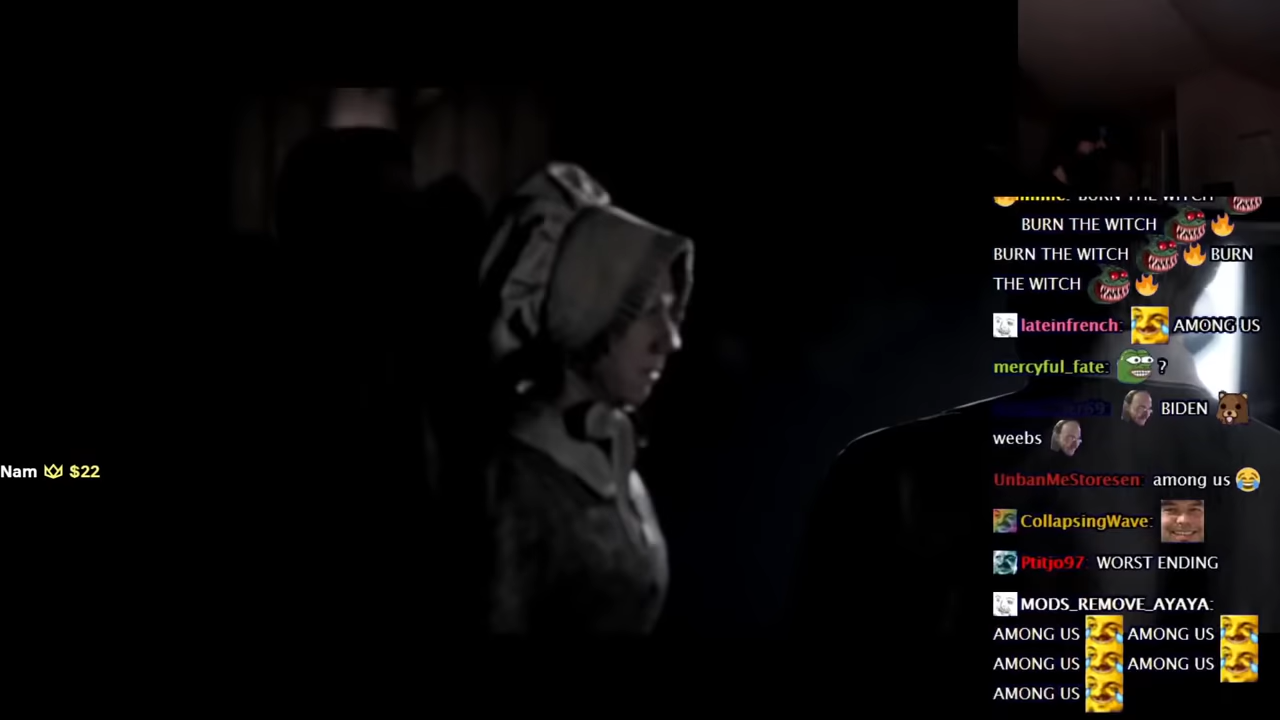 BURN THE WITCH
BURN THE WITCH
BURN THE WITCH BURN
THE WITCH
lateinfrench: AMONG US
mercyful_fate: ?
BIDEN
weebs
UnbanMeStoresen: among us
CollapsingWave:
Ptitjo97: WORST ENDING
MODS_REMOVE_AYAYA:
AMONG US AMONG US
AMONG US AMONG US
AMONG US
Nam $22